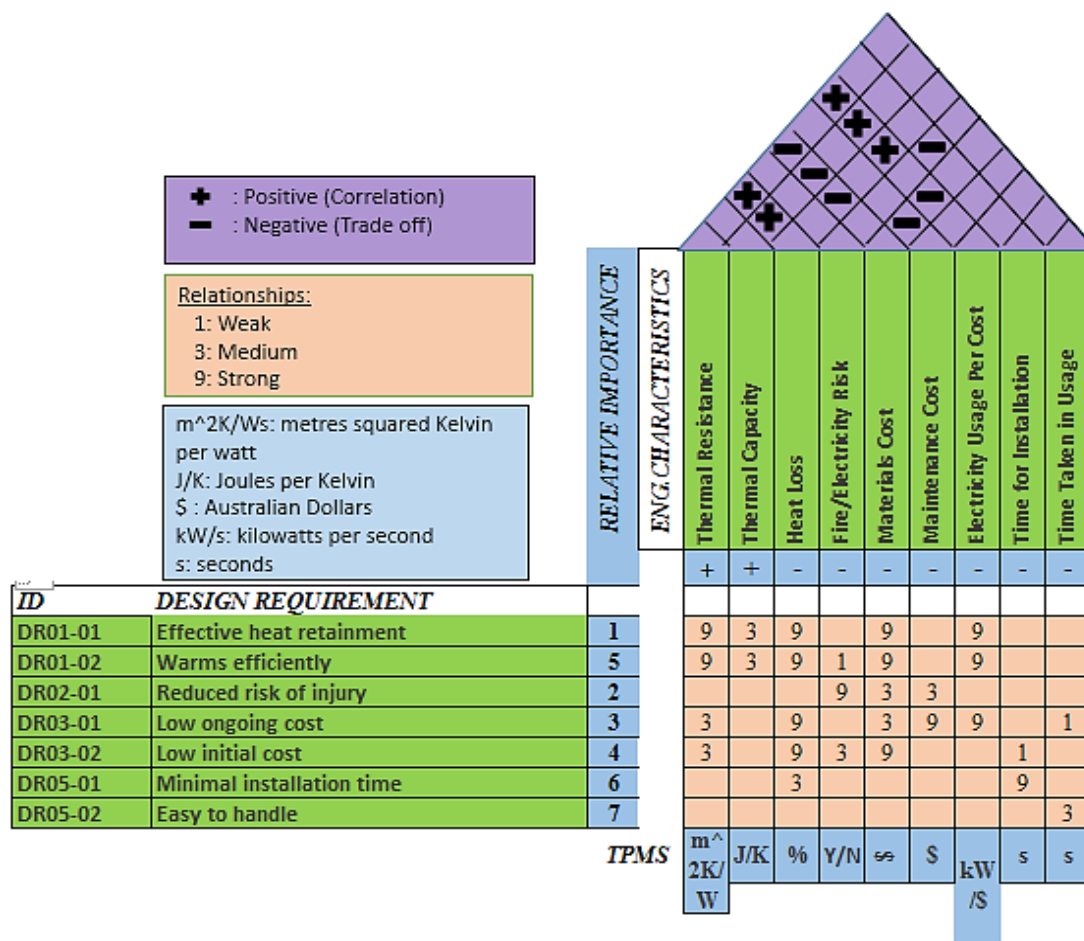 ✚ : Positive (Correlation)
▬ : Negative (Trade off)
Relationships:
1: Weak
3: Medium
9: Strong
m^2K/Ws: metres squared Kelvin
per watt
J/K: Joules per Kelvin
$ : Australian Dollars
kW/s: kilowatts per second
s: seconds
RELATIVE IMPORTANCE
ENG.CHARACTERISTICS
Thermal Resistance
Thermal Capacity
Heat Loss
Fire/Electricity Risk
Materials Cost
Maintenance Cost
Electricity Usage Per Cost
Time for Installation
Time Taken in Usage
+ + - - - - - - -
ID DESIGN REQUIREMENT
DR01-01 Effective heat retainment 1 9 3 9 9 9
DR01-02 Warms efficiently 5 9 3 9 1 9 9
DR02-01 Reduced risk of injury 2 9 3 3
DR03-01 Low ongoing cost 3 3 9 3 9 9 1
DR03-02 Low initial cost 4 3 9 3 9 1
DR05-01 Minimal installation time 6 3 9
DR05-02 Easy to handle 7 3
TPMS m^2K/W J/K % Y/N $ $ kW/$ s s